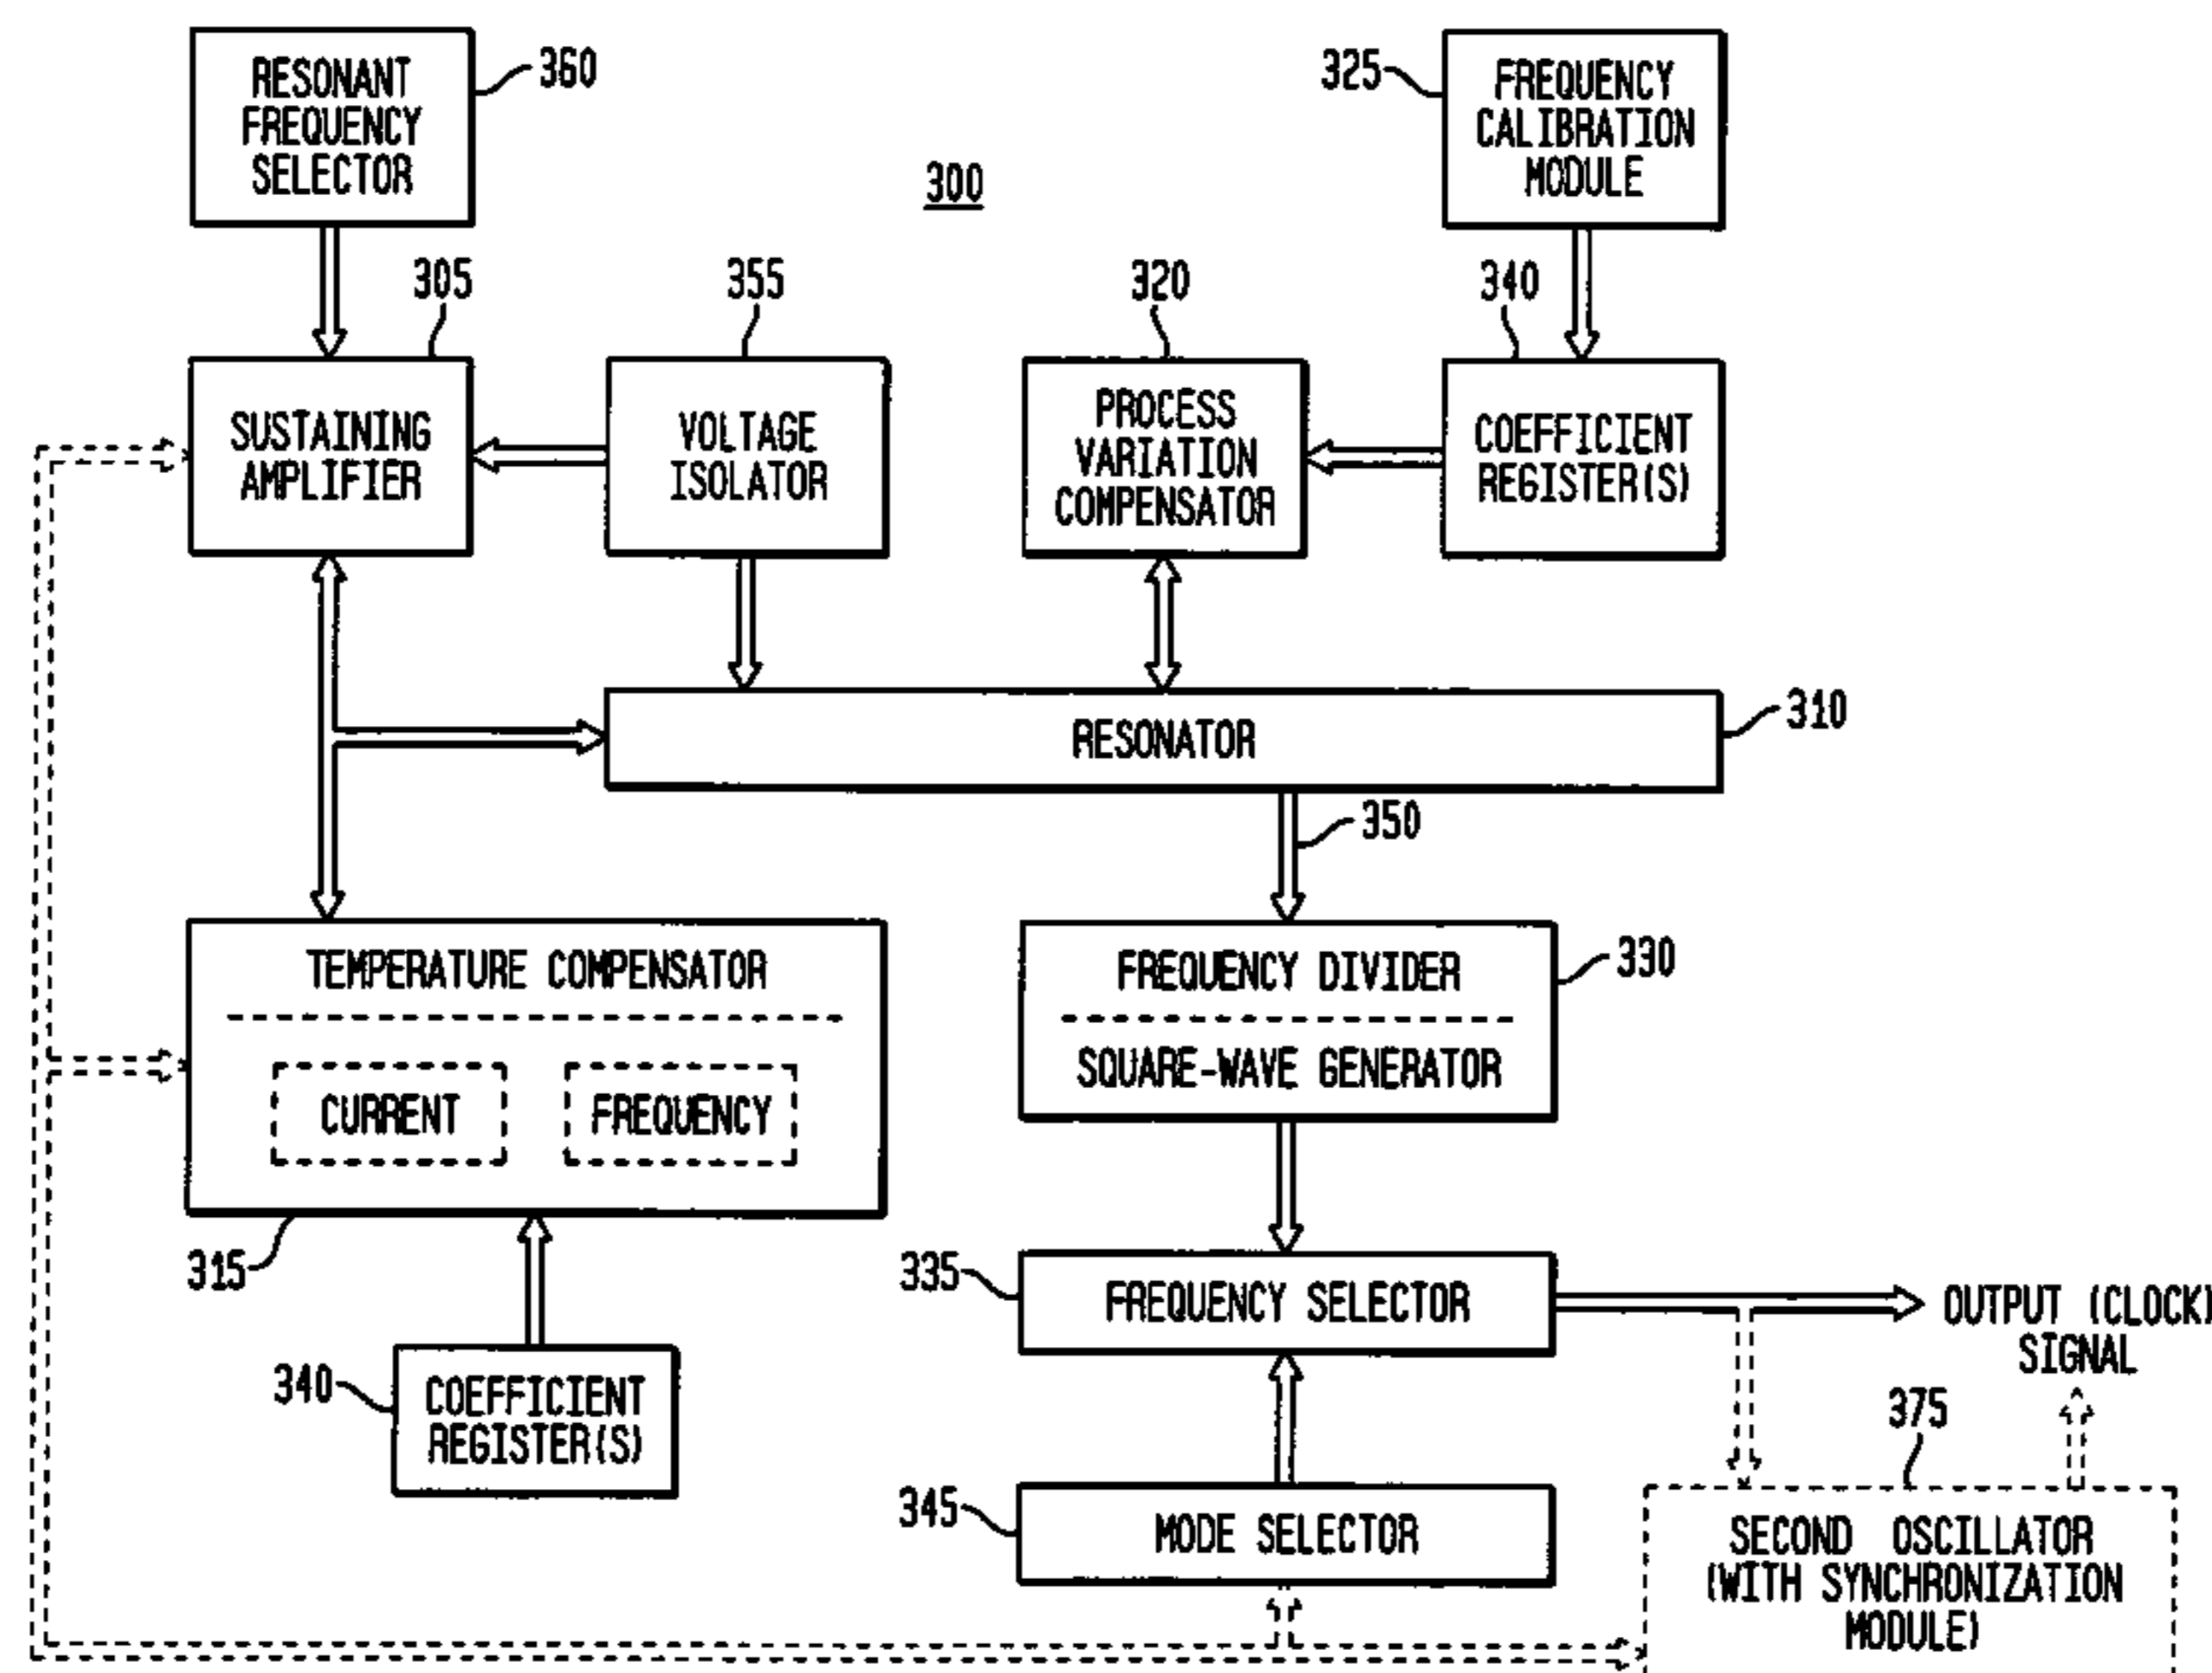 RESONANT
FREQUENCY
SELECTOR
360
325
FREQUENCY
CALIBRATION
MODULE
300
305
355
320
340
SUSTAINING
AMPLIFIER
VOLTAGE
ISOLATOR
PROCESS
VARIATION
COMPENSATOR
COEFFICIENT
REGISTER(S)
RESONATOR
310
350
TEMPERATURE COMPENSATOR
CURRENT
FREQUENCY
315
FREQUENCY DIVIDER
SQUARE-WAVE GENERATOR
330
335
FREQUENCY SELECTOR
OUTPUT (CLOCK)
SIGNAL
340
COEFFICIENT
REGISTER(S)
345
MODE SELECTOR
375
SECOND OSCILLATOR
(WITH SYNCHRONIZATION
MODULE)